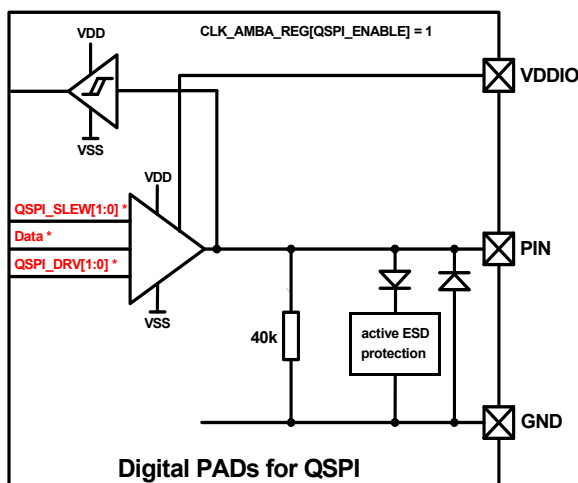 CLK_AMBA_REG[QSPI_ENABLE] = 1
VDD
VDDIO
VSS
VDD
QSPI_SLEW[1:0] *
Data *
PIN
QSPI_DRV[1:0] *
VSS
40k
active ESD
protection
GND
Digital PADs for QSPI